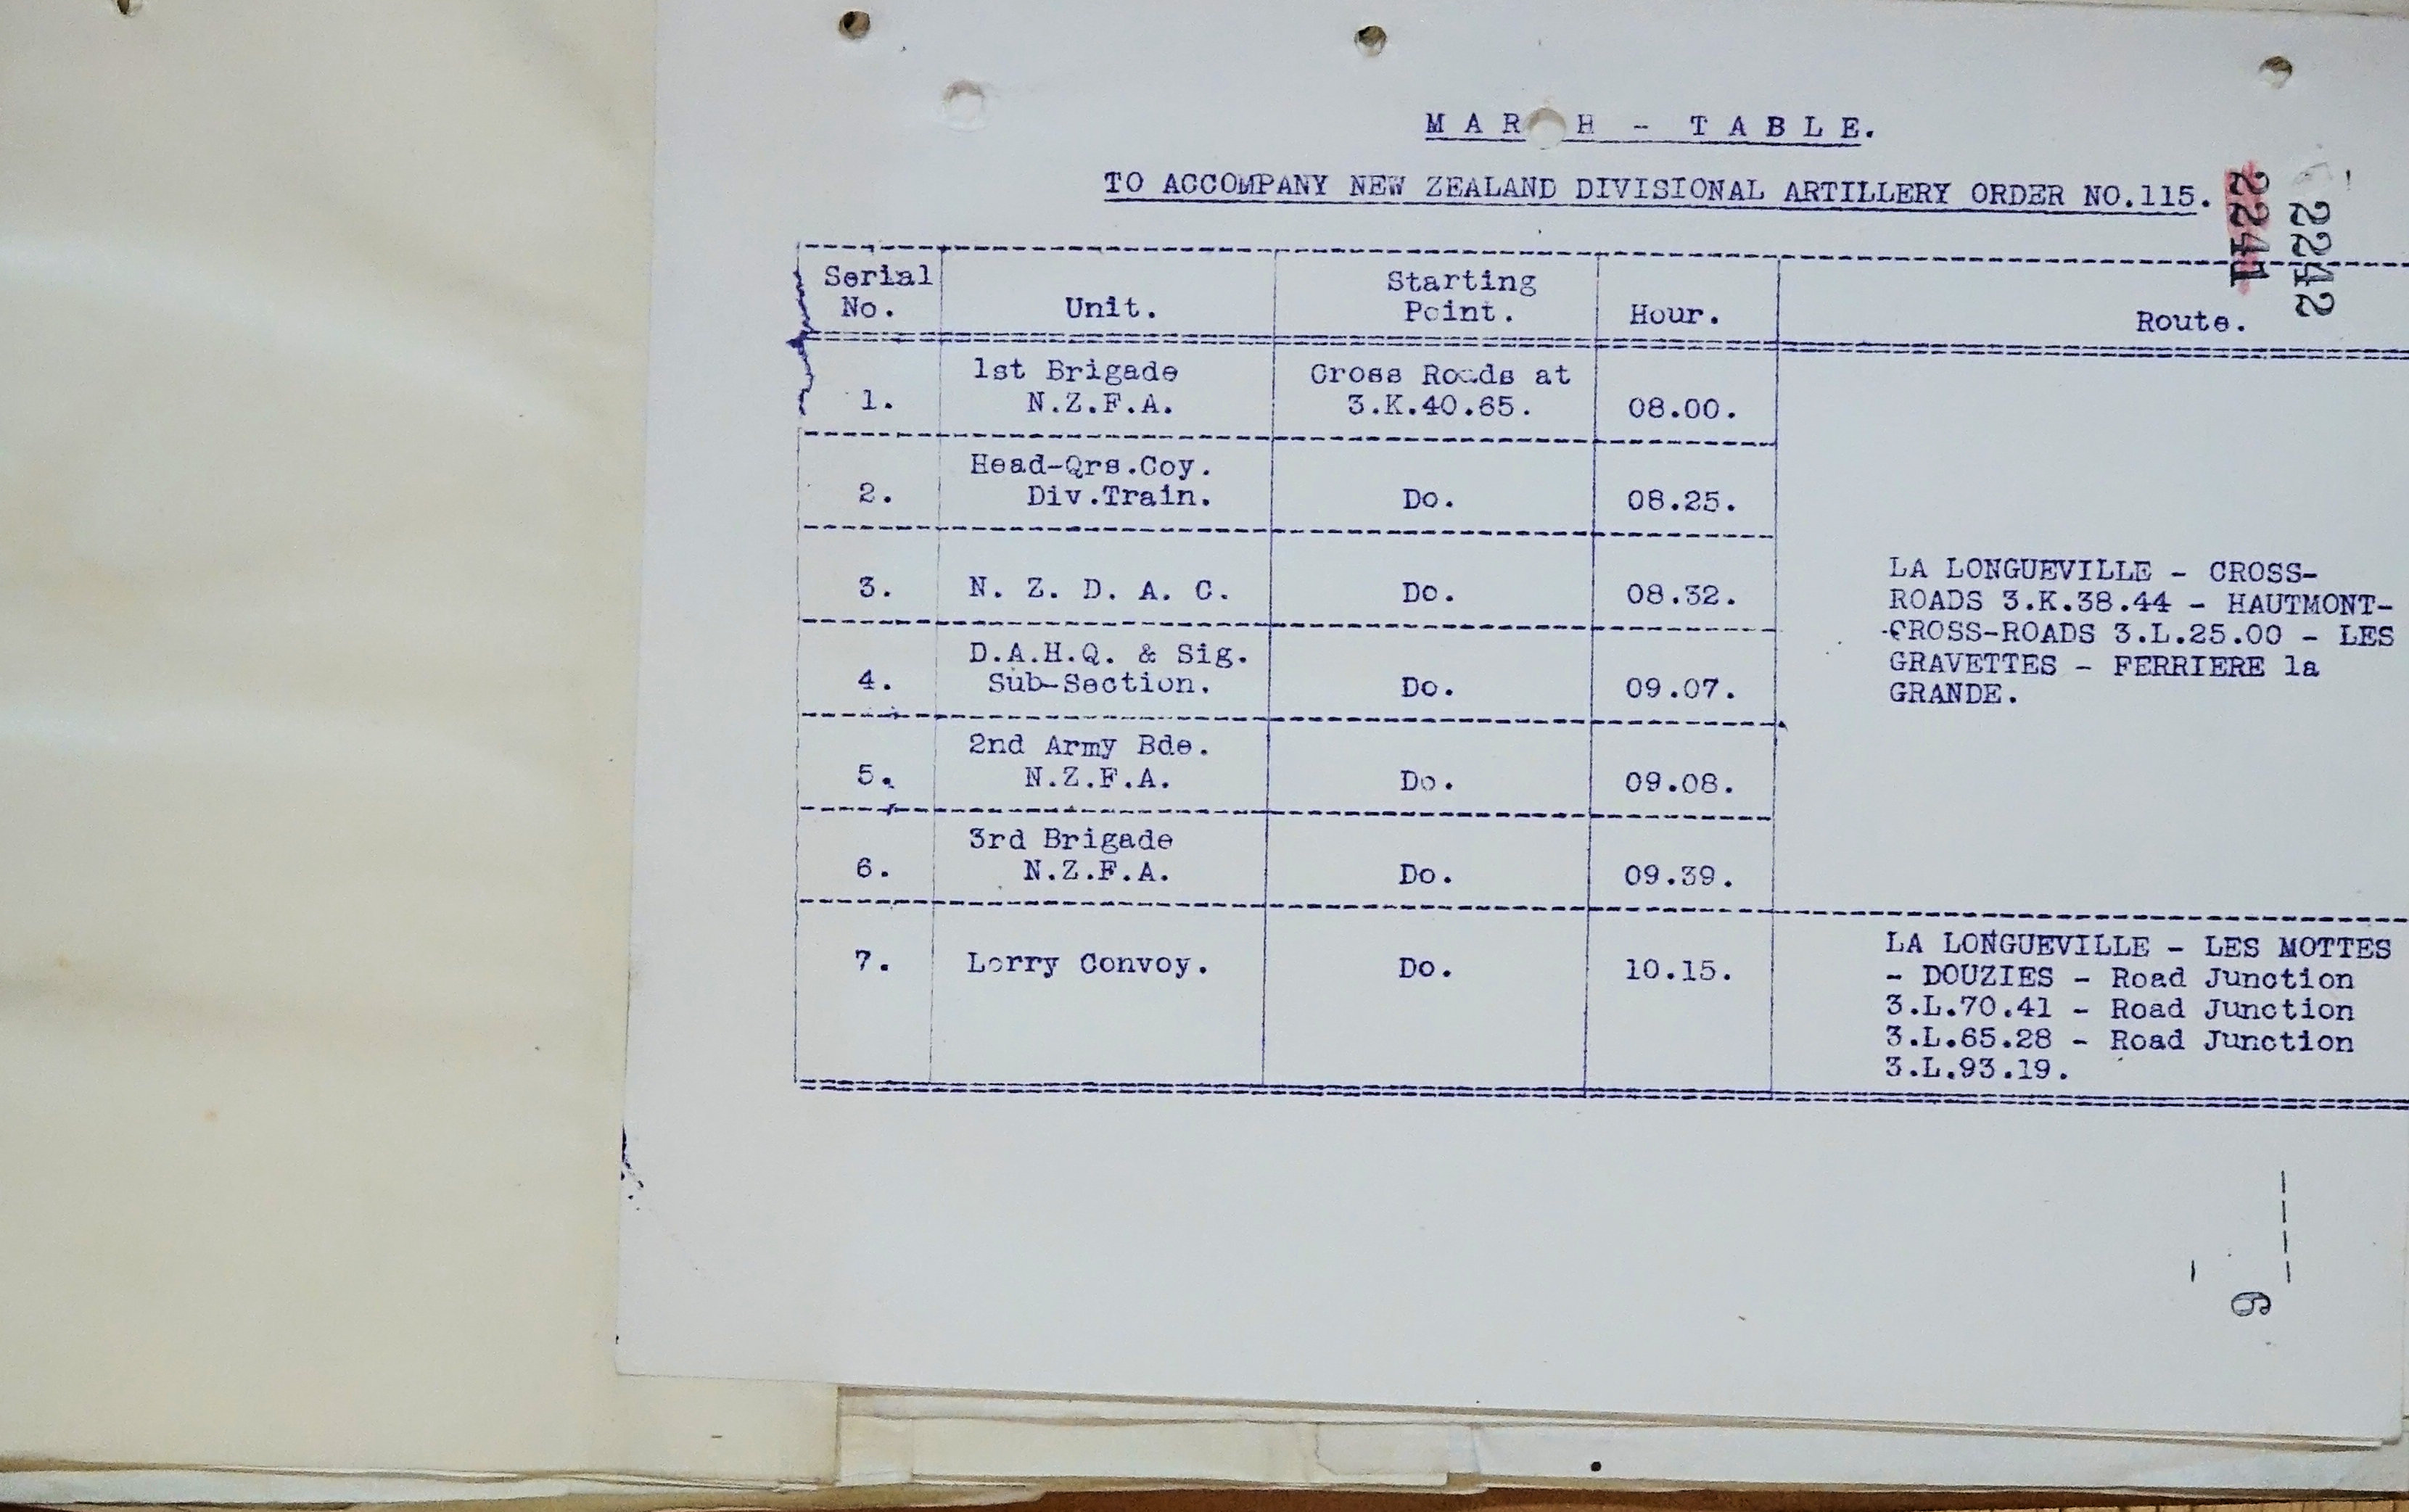 MAR H - TABLE.
TO ACCOMPANY NEW ZEALAND DIVISIONAL ARTILLERY ORDER NO.115.
2241
2242
Serial No. Unit. Starting Point. Hour. Route.
1. 1st Brigade N.Z.F.A. Cross Roads at 3.K.40.65. 08.00.
2. Head-Qrs.Coy. Div.Train. Do. 08.25.
3. N. Z. D. A. C. Do. 08.32.
4. D.A.H.Q. & Sig. Sub-Section. Do. 09.07.
5. 2nd Army Bde. N.Z.F.A. Do. 09.08.
6. 3rd Brigade N.Z.F.A. Do. 09.39.
LA LONGUEVILLE - CROSS-
ROADS 3.K.38.44 - HAUTMONT-
-CROSS-ROADS 3.L.25.00 - LES
GRAVETTES - FERRIERE la
GRANDE.
7. Lorry Convoy. Do. 10.15.
LA LONGUEVILLE - LES MOTTES
- DOUZIES - Road Junction
3.L.70.41 - Road Junction
3.L.65.28 - Road Junction
3.L.93.19.
6